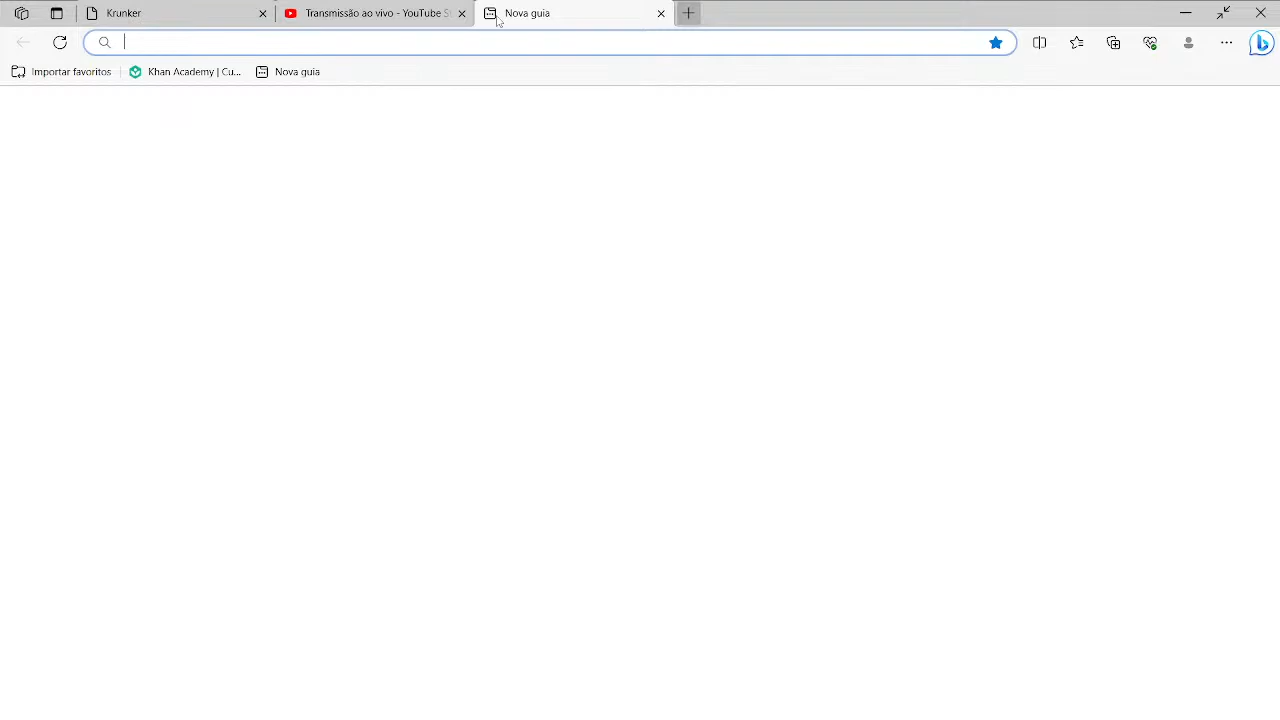 Krunker
Transmissão ao vivo - YouTube S
Nova guia
Importar favoritos
Khan Academy | Cu...
Nova guia